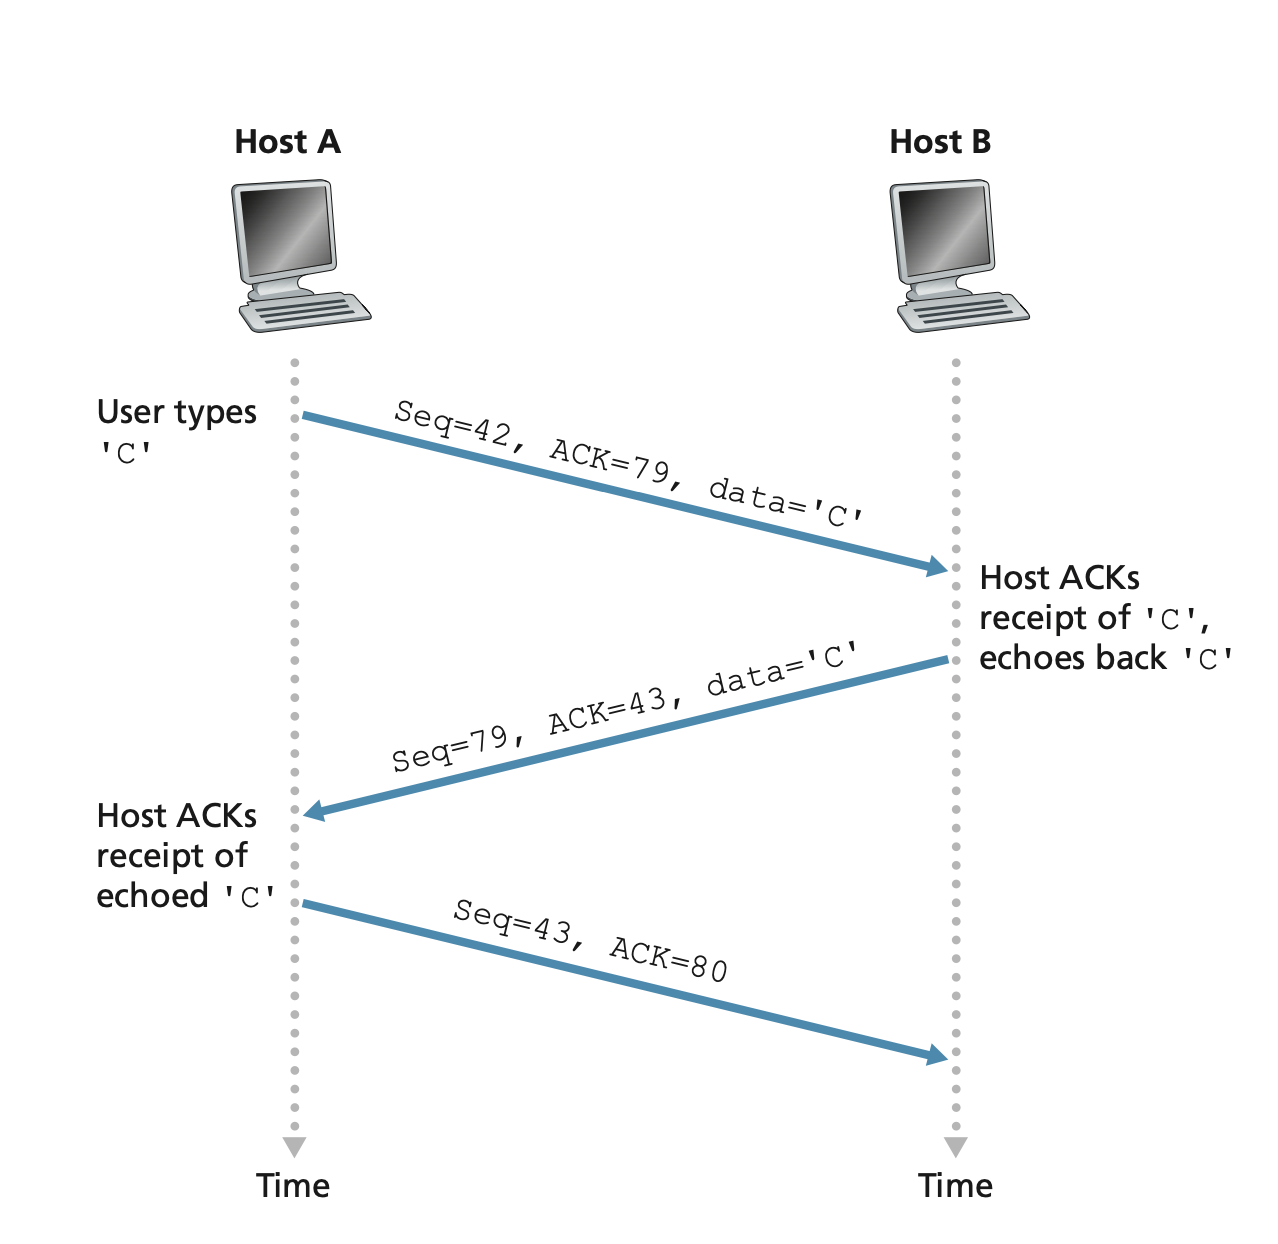 Host A
Host B
User types
'C'
Seq=42, ACK=79, data='C'
Host ACKs
receipt of 'C',
echoes back 'C'
Seq=79, ACK=43, data='C'
Host ACKs
receipt of
echoed 'C'
Seq=43, ACK=80
Time
Time